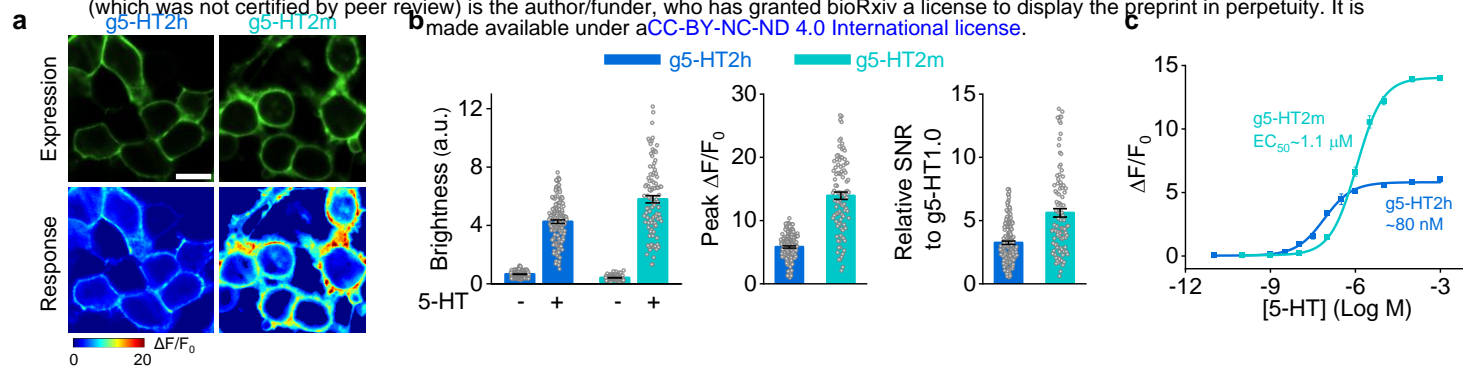 (which was not certified by peer review) is the author/funder, who has granted bioRxiv a license to display the preprint in perpetuity. It is
made available under aCC-BY-NC-ND 4.0 International license.
a
g5-HT2h
g5-HT2m
Expression
Response
ΔF/F0
0
20
b
g5-HT2h
g5-HT2m
Brightness (a.u.)
12
8
4
0
5-HT
-
+
-
+
Peak ΔF/F0
30
20
10
0
Relative SNR
to g5-HT1.0
15
10
5
0
c
ΔF/F0
15
10
5
0
g5-HT2m
EC50~1.1 μM
g5-HT2h
~80 nM
-12
-9
-6
-3
[5-HT] (Log M)